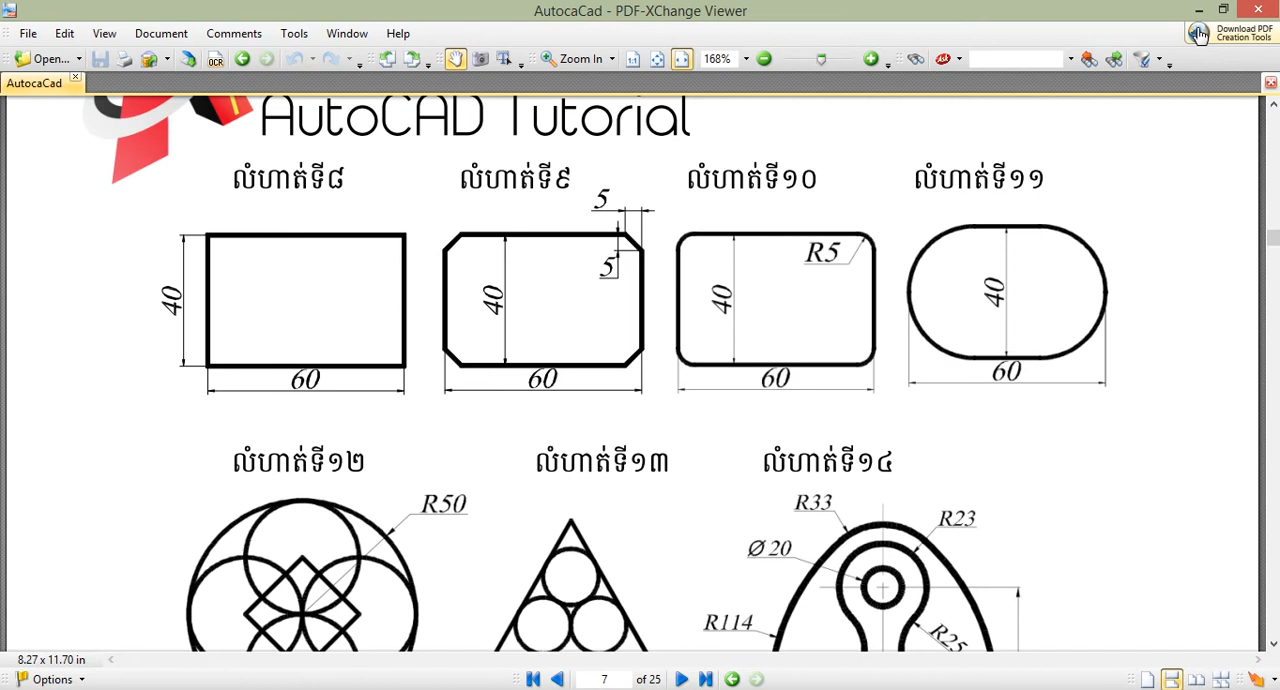 AutocaCad - PDF-XChange Viewer
File Edit View Document Comments Tools Window Help
Download PDF Creation Tools
Open... OCR Zoom In 168%
AutocaCad
AutoCAD Tutorial
លំហាត់ទី៨ លំហាត់ទី៩ លំហាត់ទី១០ លំហាត់ទី១១
5
R5
5
40 40 40 40
60 60 60 60
លំហាត់ទី១២ លំហាត់ទី១៣ លំហាត់ទី១៤
R50 R33 R23
Ø 20
R114 R25
8.27 x 11.70 in
Options 7 of 25